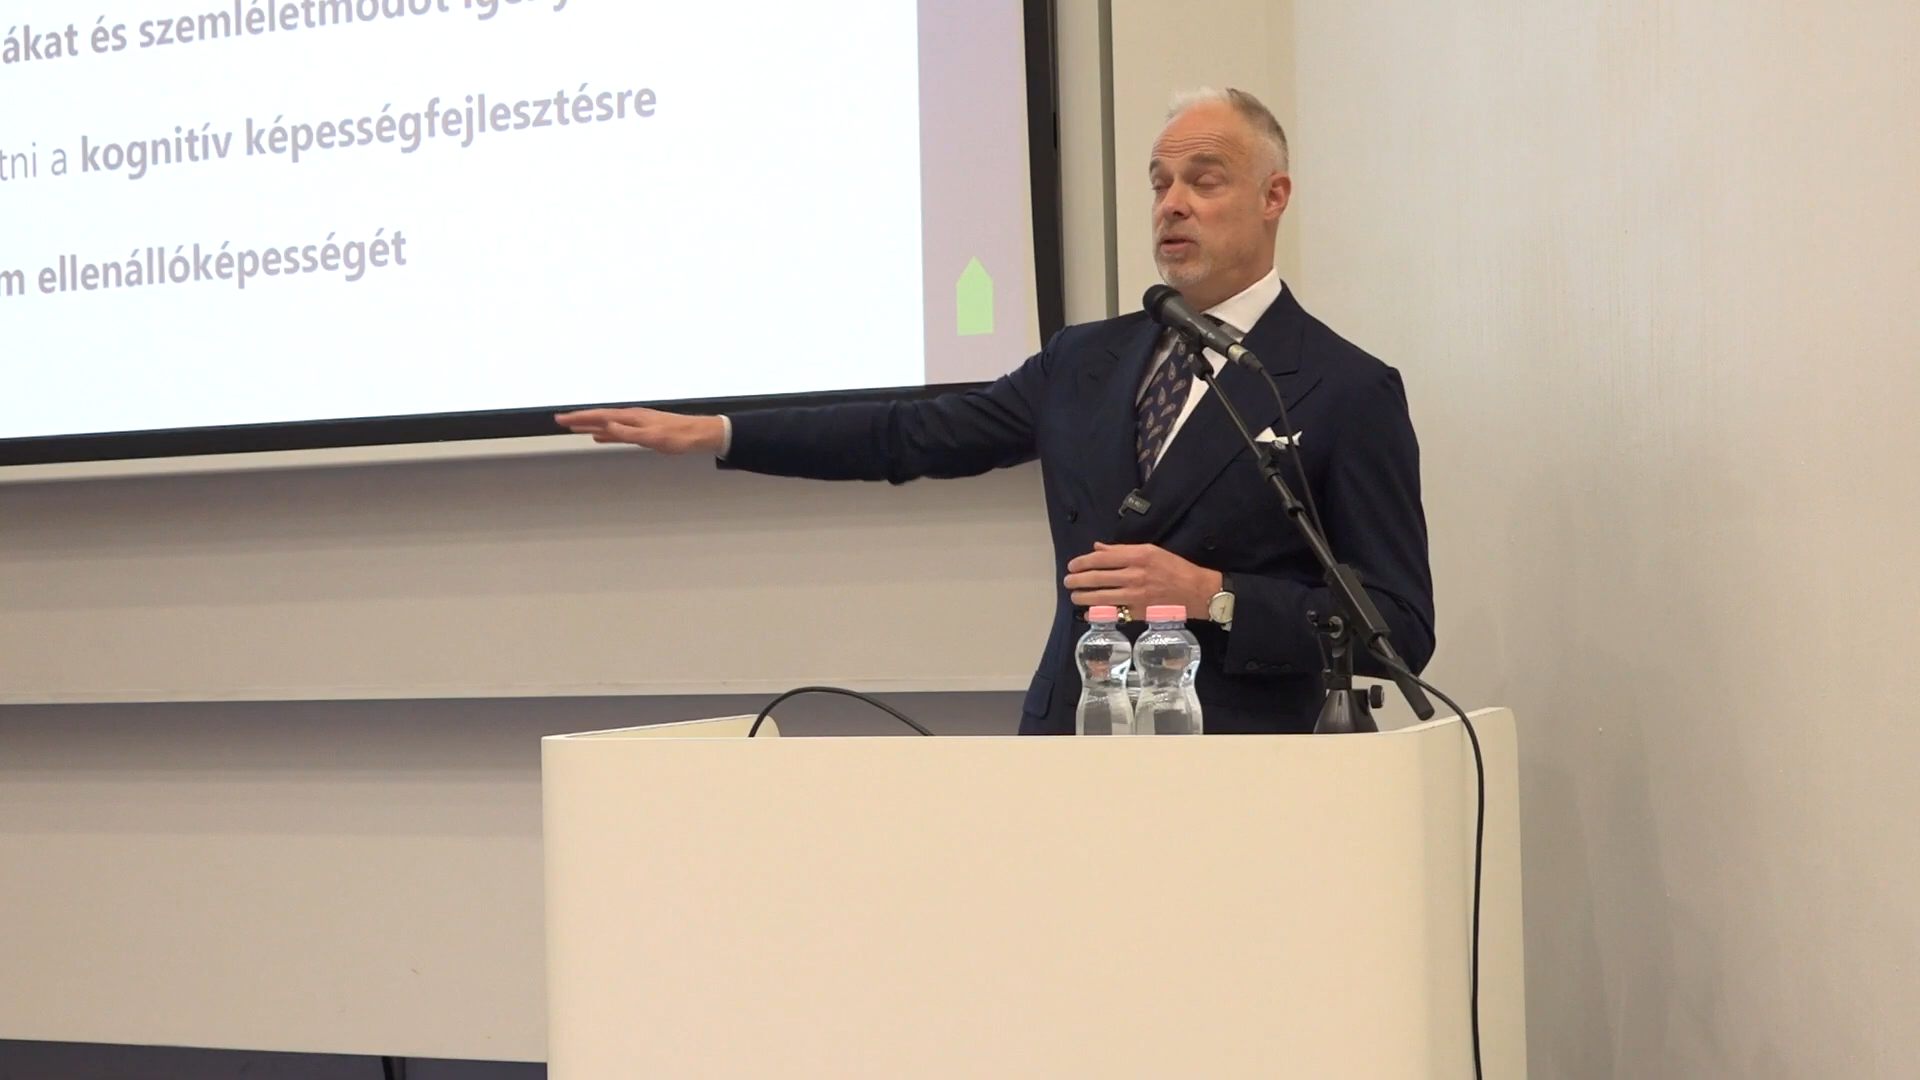 ákat és szemléletmódot
tni a kognitív képességfejlesztésre
m ellenállóképességét